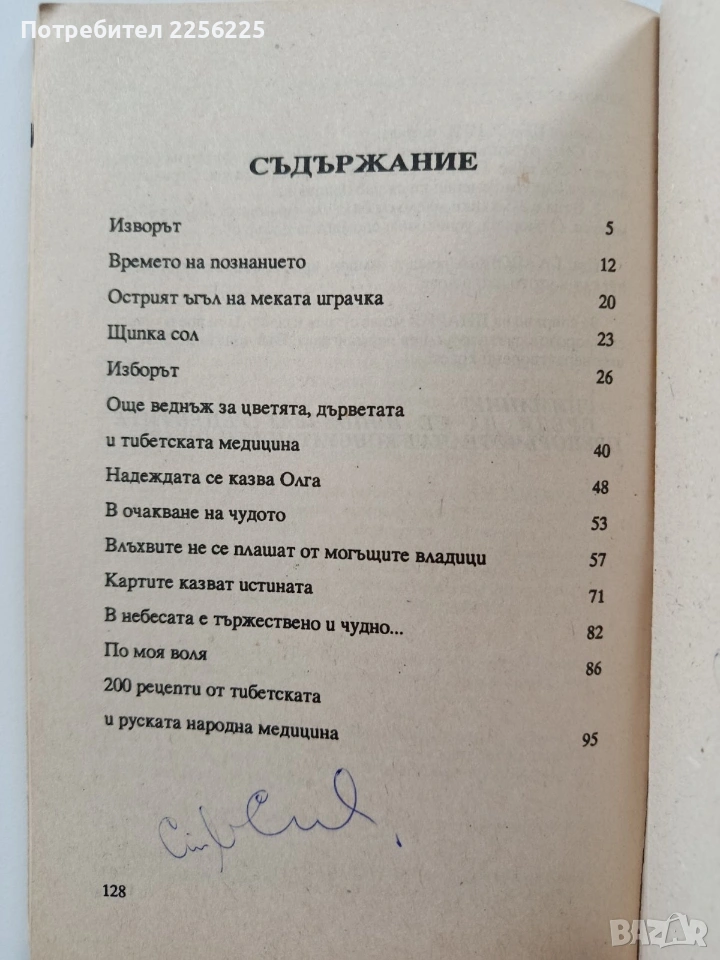 Потребител 2256225
СЪДЪРЖАНИЕ
Изворът 5
Времето на познанието 12
Острият ъгъл на меката играчка 20
Щипка сол 23
Изборът 26
Още веднъж за цветята, дърветата
и тибетската медицина 40
Надеждата се казва Олга 48
В очакване на чудото 53
Влъхвите не се плашат от могъщите владици 57
Картите казват истината 71
В небесата е тържествено и чудно... 82
По моя воля 86
200 рецепти от тибетската
и руската народна медицина 95
128
BAZAR